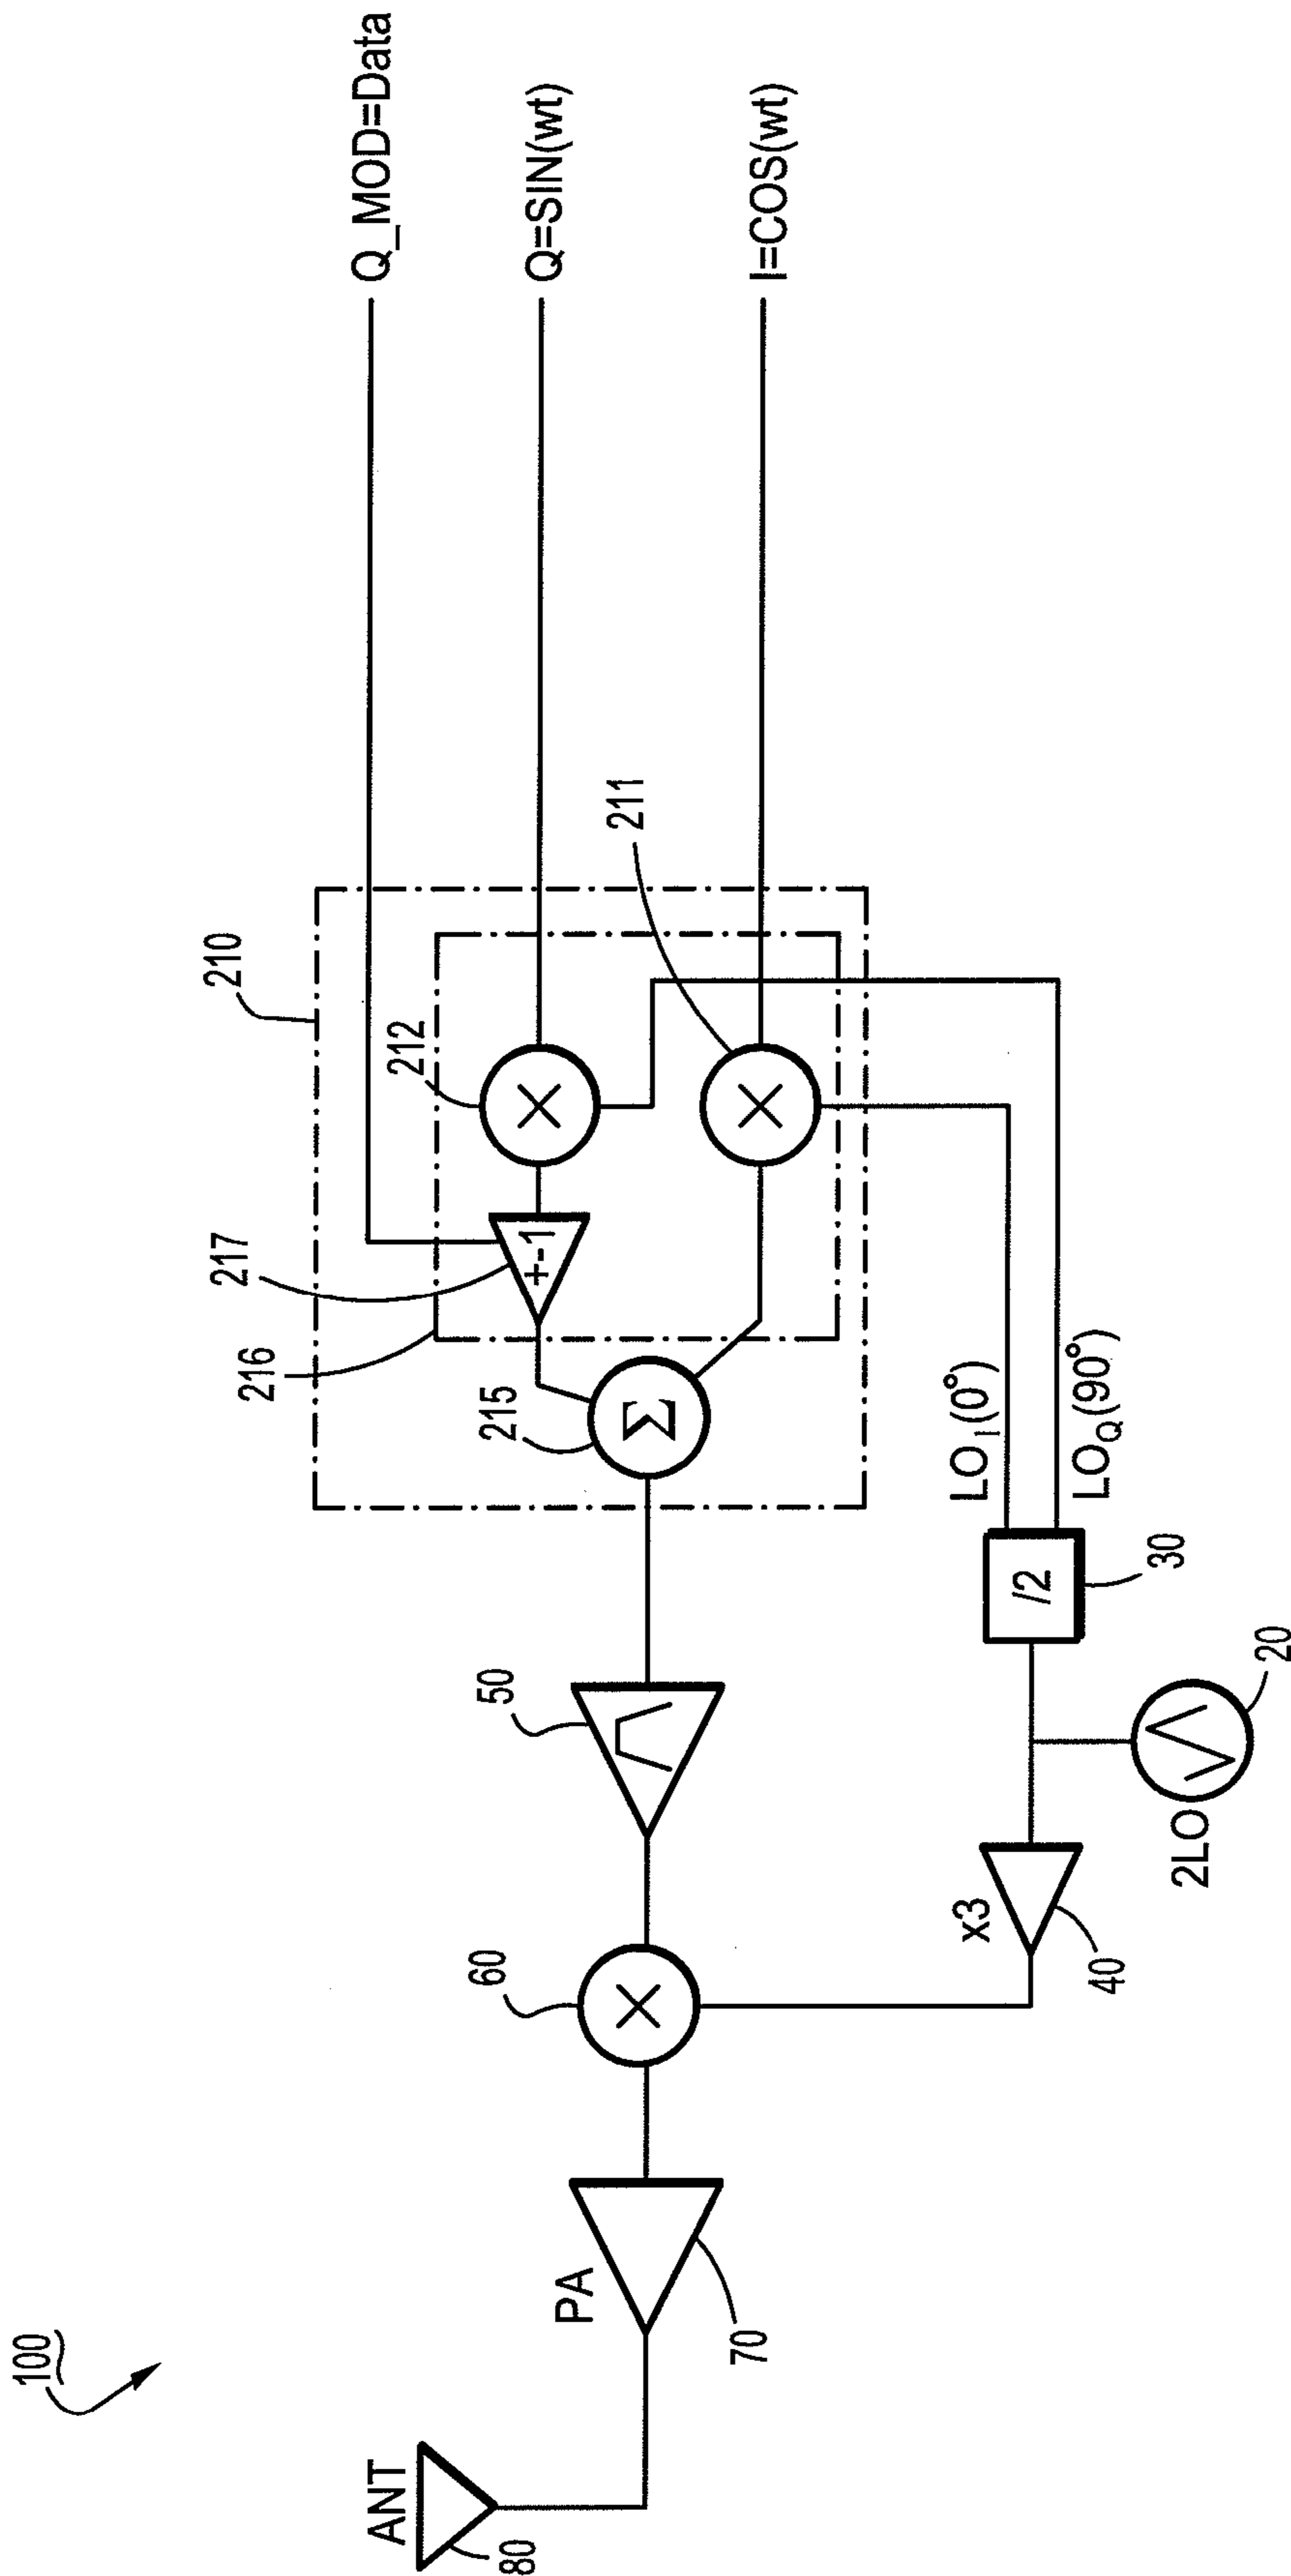 100
ANT
80
PA
70
60
x3
40
50
2LO
20
/2
30
LO_I(0°)
LO_Q(90°)
215
Σ
216
217
+-1
212
210
211
Q_MOD=Data
Q=SIN(wt)
I=COS(wt)